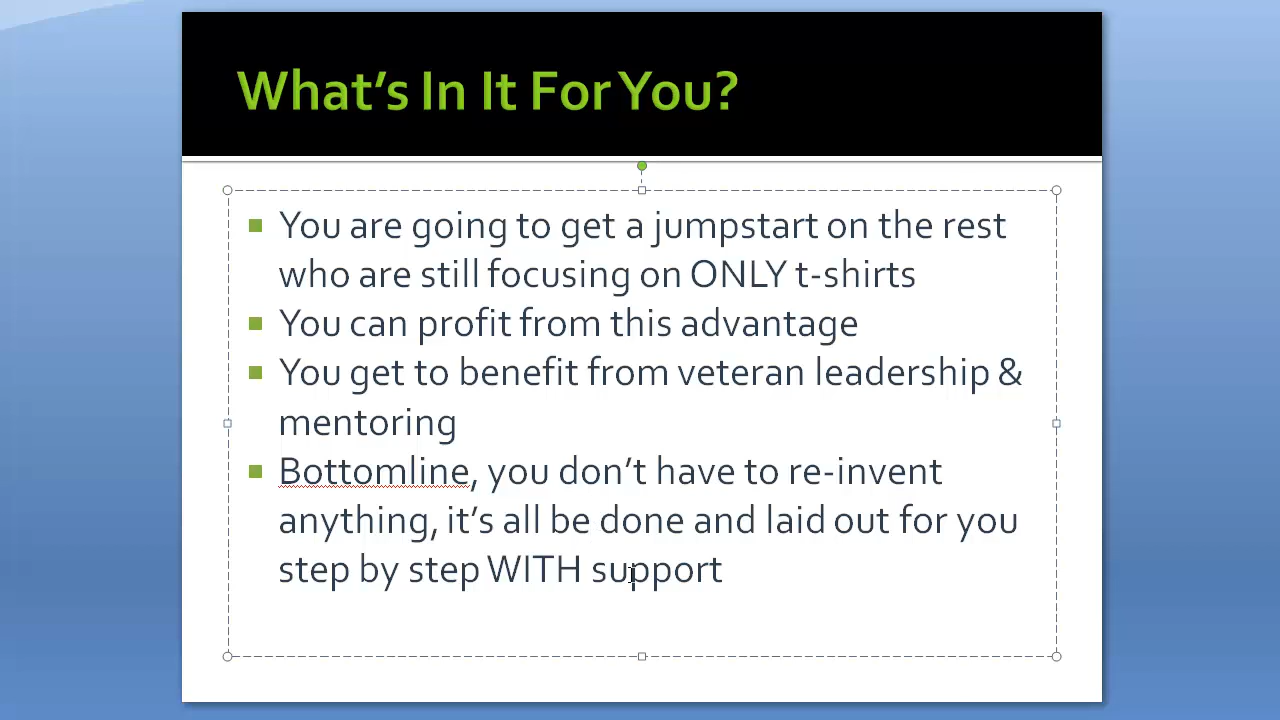 What's In It For You?
You are going to get a jumpstart on the rest
who are still focusing on ONLY t-shirts
You can profit from this advantage
You get to benefit from veteran leadership &
mentoring
Bottomline, you don't have to re-invent
anything, it's all be done and laid out for you
step by step WITH support